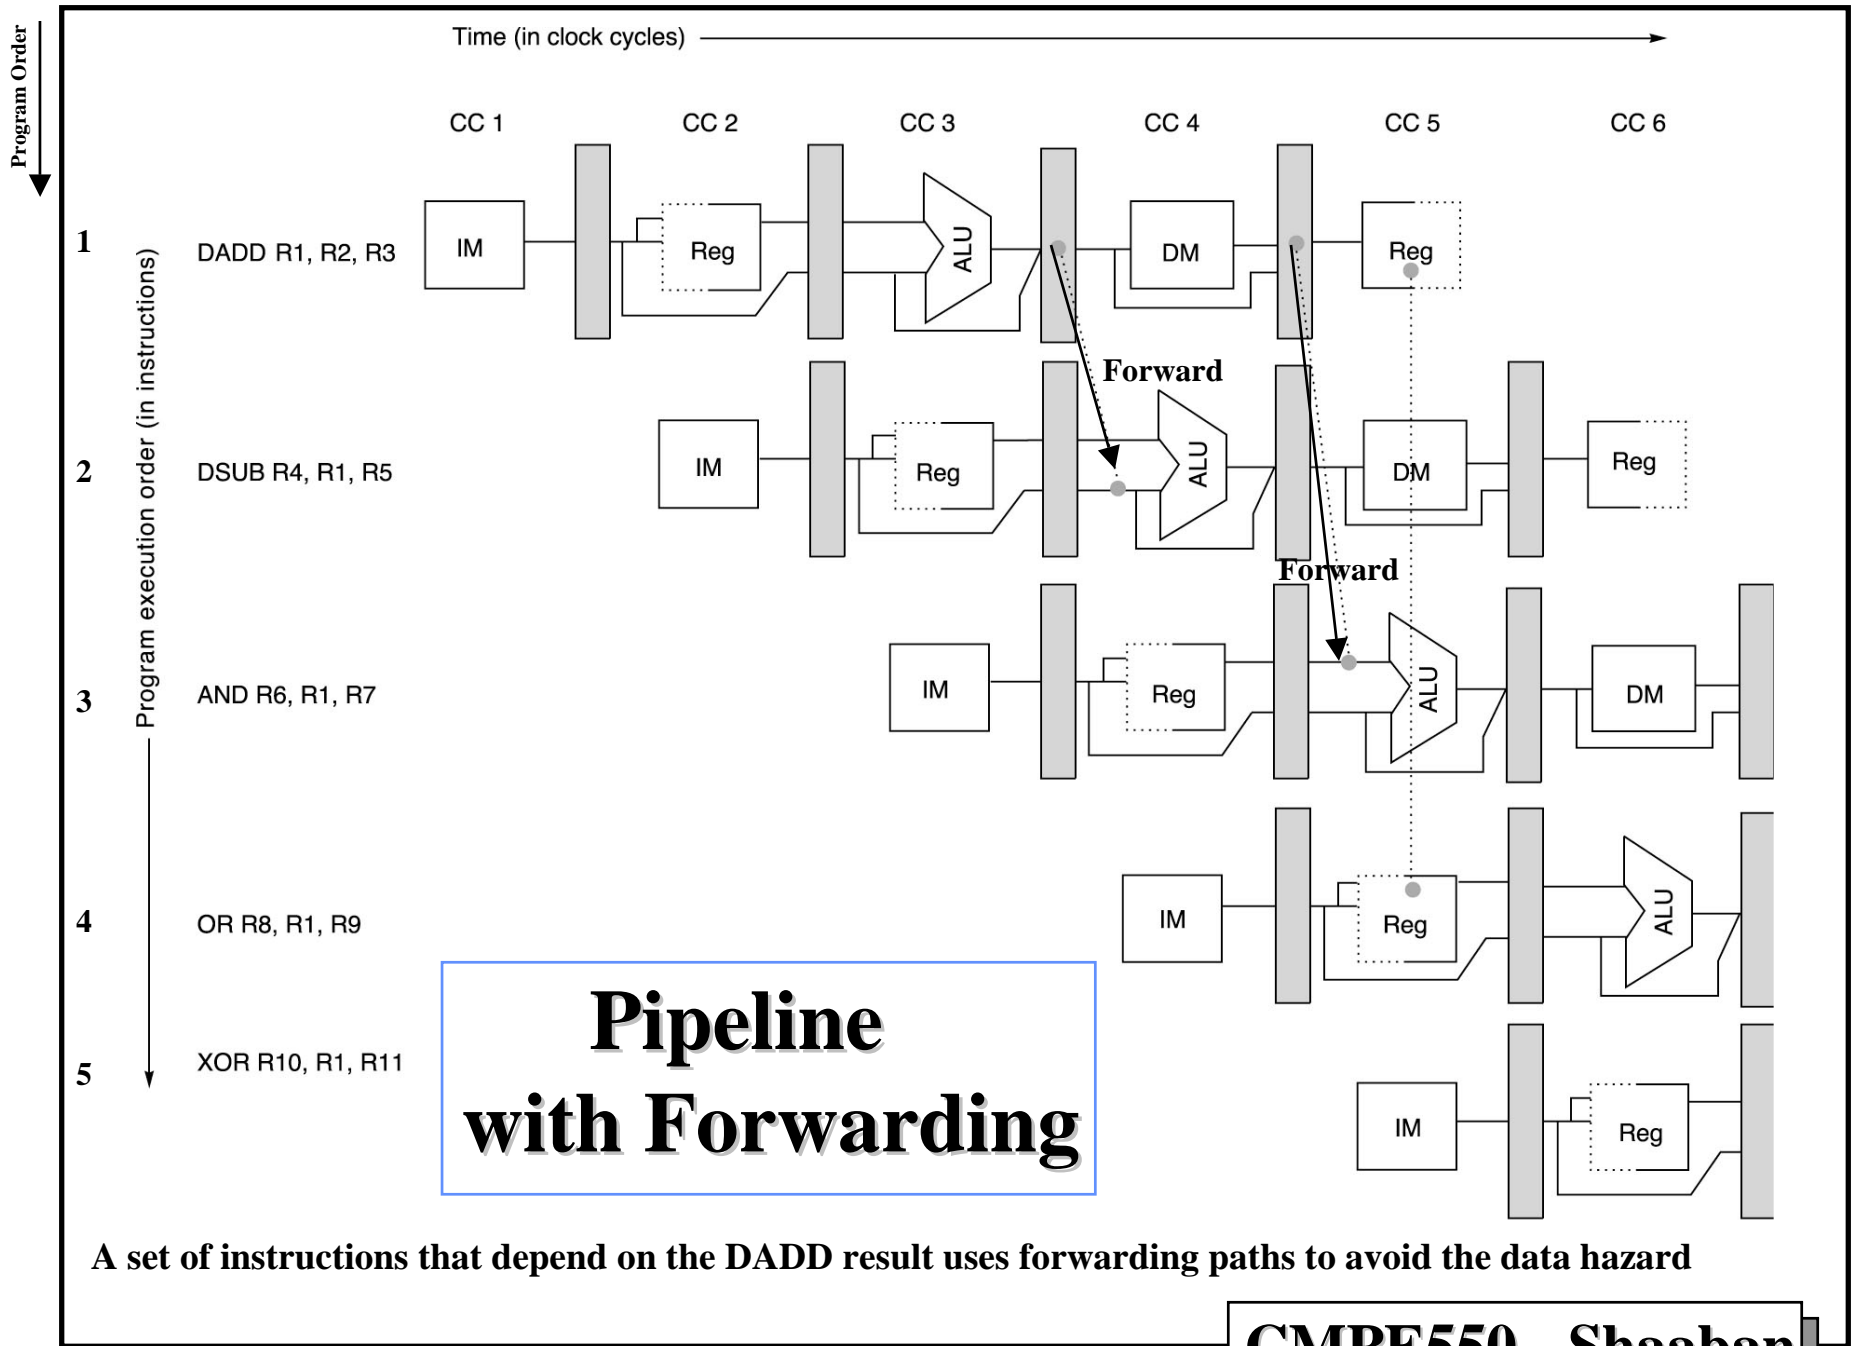 Program Order
Time (in clock cycles)
CC 1 CC 2 CC 3 CC 4 CC 5 CC 6
Program execution order (in instructions)
1 DADD R1, R2, R3 IM Reg ALU DM Reg
Forward
2 DSUB R4, R1, R5 IM Reg ALU DM Reg
Forward
3 AND R6, R1, R7 IM Reg ALU DM
4 OR R8, R1, R9 IM Reg ALU
5 XOR R10, R1, R11 IM Reg
Pipeline
with Forwarding
A set of instructions that depend on the DADD result uses forwarding paths to avoid the data hazard
CMPE550 - Shaaban